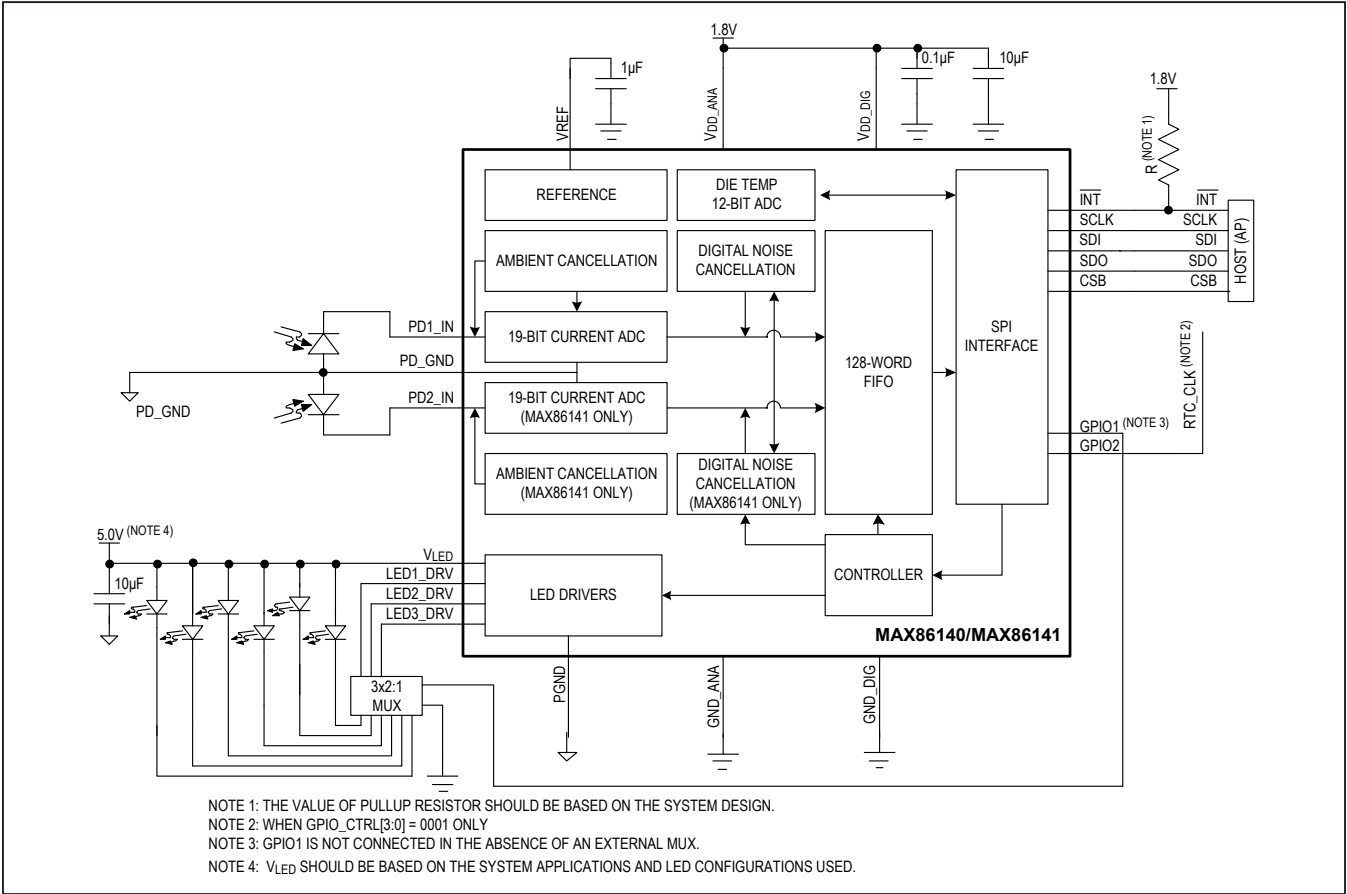 1.8V
1µF
0.1µF
10µF
1.8V
VREF
VDD_ANA
VDD_DIG
R (NOTE 1)
REFERENCE
DIE TEMP
12-BIT ADC
INT
INT
SCLK
SCLK
SDI
SDI
SDO
SDO
CSB
CSB
HOST (AP)
AMBIENT CANCELLATION
DIGITAL NOISE
CANCELLATION
SPI
INTERFACE
PD1_IN
19-BIT CURRENT ADC
128-WORD
FIFO
PD_GND
PD_GND
PD2_IN
19-BIT CURRENT ADC
(MAX86141 ONLY)
RTC_CLK (NOTE 2)
GPIO1 (NOTE 3)
GPIO2
AMBIENT CANCELLATION
(MAX86141 ONLY)
DIGITAL NOISE
CANCELLATION
(MAX86141 ONLY)
5.0V (NOTE 4)
10µF
VLED
LED1_DRV
LED2_DRV
LED3_DRV
LED DRIVERS
CONTROLLER
MAX86140/MAX86141
3x2:1
MUX
PGND
GND_ANA
GND_DIG
NOTE 1: THE VALUE OF PULLUP RESISTOR SHOULD BE BASED ON THE SYSTEM DESIGN.
NOTE 2: WHEN GPIO_CTRL[3:0] = 0001 ONLY
NOTE 3: GPIO1 IS NOT CONNECTED IN THE ABSENCE OF AN EXTERNAL MUX.
NOTE 4: VLED SHOULD BE BASED ON THE SYSTEM APPLICATIONS AND LED CONFIGURATIONS USED.